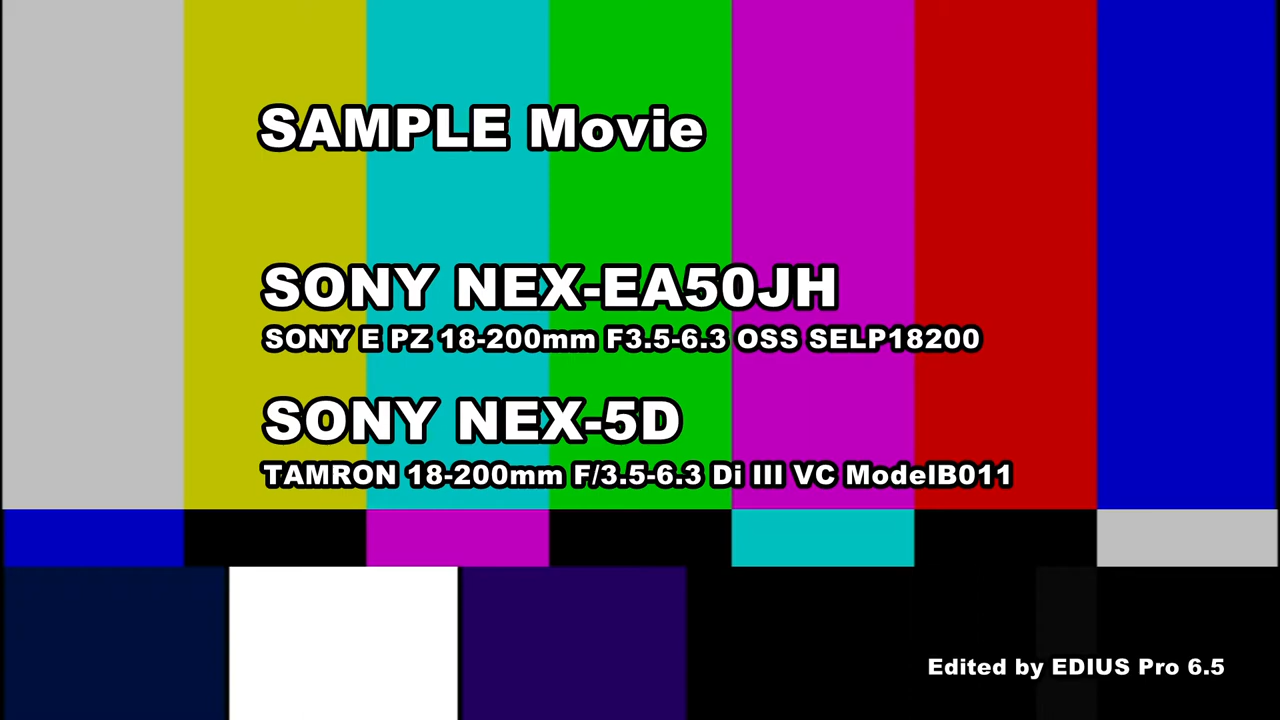 SAMPLE Movie
SONY NEX-EA50JH
SONY E PZ 18-200mm F3.5-6.3 OSS SELP18200
SONY NEX-5D
TAMRON 18-200mm F/3.5-6.3 Di III VC ModelB011
Edited by EDIUS Pro 6.5